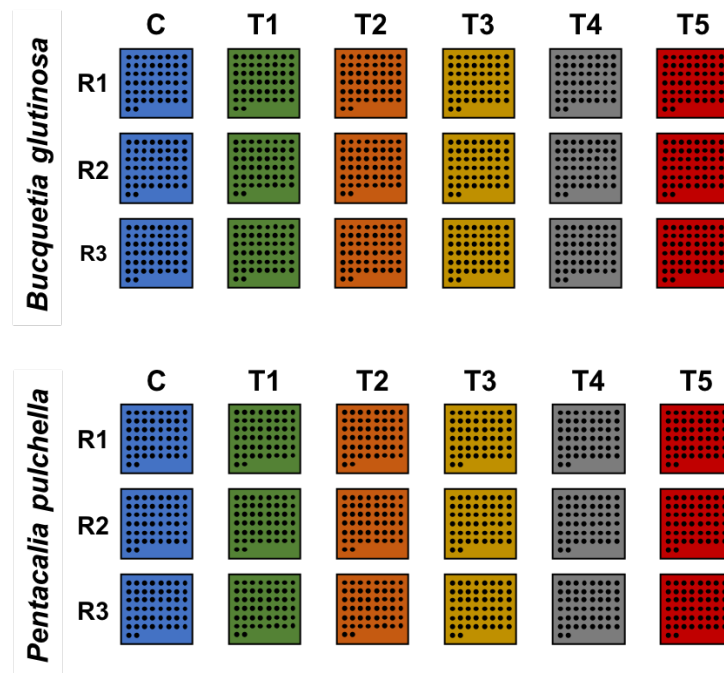 Bucquetia glutinosa
C T1 T2 T3 T4 T5
R1
R2
R3
Pentacalia pulchella
C T1 T2 T3 T4 T5
R1
R2
R3